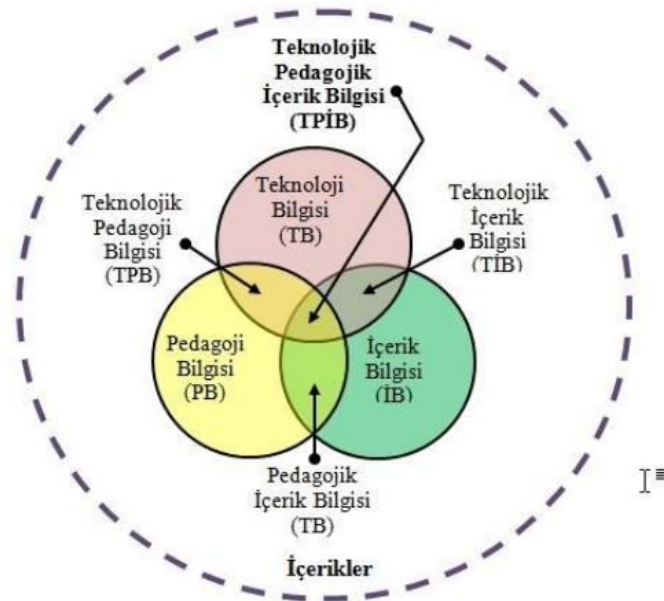 Teknolojik
Pedagojik
İçerik Bilgisi
(TPİB)
Teknoloji
Bilgisi
(TB)
Teknolojik
Pedagoji
Bilgisi
(TPB)
Teknolojik
İçerik
Bilgisi
(TİB)
Pedagoji
Bilgisi
(PB)
İçerik
Bilgisi
(İB)
Pedagojik
İçerik Bilgisi
(TB)
İçerikler